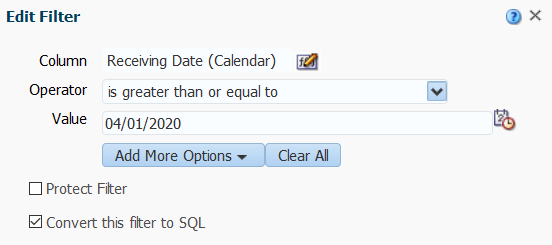 Edit Filter
Column Receiving Date (Calendar)
Operator is greater than or equal to
Value 04/01/2020
Add More Options Clear All
Protect Filter
Convert this filter to SQL